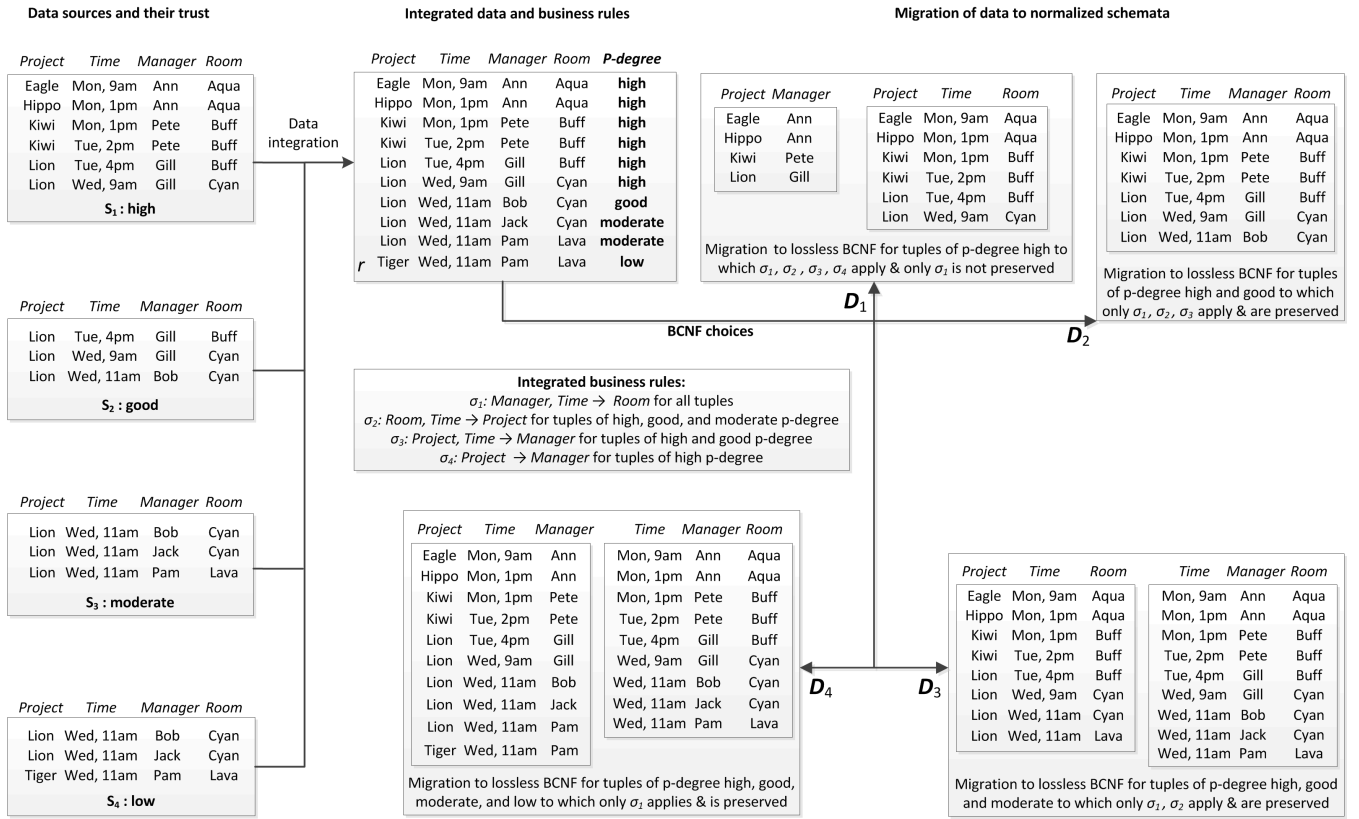 Data sources and their trust
Project Time Manager Room
Eagle Mon, 9am Ann Aqua
Hippo Mon, 1pm Ann Aqua
Kiwi Mon, 1pm Pete Buff
Kiwi Tue, 2pm Pete Buff
Lion Tue, 4pm Gill Buff
Lion Wed, 9am Gill Cyan
S₁ : high
Project Time Manager Room
Lion Tue, 4pm Gill Buff
Lion Wed, 9am Gill Cyan
Lion Wed, 11am Bob Cyan
S₂ : good
Project Time Manager Room
Lion Wed, 11am Bob Cyan
Lion Wed, 11am Jack Cyan
Lion Wed, 11am Pam Lava
S₃ : moderate
Project Time Manager Room
Lion Wed, 11am Bob Cyan
Lion Wed, 11am Jack Cyan
Tiger Wed, 11am Pam Lava
S₄ : low
Data
integration
Integrated data and business rules
Project Time Manager Room P-degree
Eagle Mon, 9am Ann Aqua high
Hippo Mon, 1pm Ann Aqua high
Kiwi Mon, 1pm Pete Buff high
Kiwi Tue, 2pm Pete Buff high
Lion Tue, 4pm Gill Buff high
Lion Wed, 9am Gill Cyan high
Lion Wed, 11am Bob Cyan good
Lion Wed, 11am Jack Cyan moderate
Lion Wed, 11am Pam Lava moderate
r Tiger Wed, 11am Pam Lava low
BCNF choices
Integrated business rules:
σ₁: Manager, Time → Room for all tuples
σ₂: Room, Time → Project for tuples of high, good, and moderate p-degree
σ₃: Project, Time → Manager for tuples of high and good p-degree
σ₄: Project → Manager for tuples of high p-degree
Migration of data to normalized schemata
Project Manager
Eagle Ann
Hippo Ann
Kiwi Pete
Lion Gill
Project Time Room
Eagle Mon, 9am Aqua
Hippo Mon, 1pm Aqua
Kiwi Mon, 1pm Buff
Kiwi Tue, 2pm Buff
Lion Tue, 4pm Buff
Lion Wed, 9am Cyan
Migration to lossless BCNF for tuples of p-degree high to
which σ₁, σ₂ , σ₃, σ₄ apply & only σ₁ is not preserved
D₁
Project Time Manager Room
Eagle Mon, 9am Ann Aqua
Hippo Mon, 1pm Ann Aqua
Kiwi Mon, 1pm Pete Buff
Kiwi Tue, 2pm Pete Buff
Lion Tue, 4pm Gill Buff
Lion Wed, 9am Gill Cyan
Lion Wed, 11am Bob Cyan
Migration to lossless BCNF for tuples
of p-degree high and good to which
only σ₁, σ₂, σ₃ apply & are preserved
D₂
Project Time Manager
Eagle Mon, 9am Ann
Hippo Mon, 1pm Ann
Kiwi Mon, 1pm Pete
Kiwi Tue, 2pm Pete
Lion Tue, 4pm Gill
Lion Wed, 9am Gill
Lion Wed, 11am Bob
Lion Wed, 11am Jack
Lion Wed, 11am Pam
Tiger Wed, 11am Pam
Time Manager Room
Mon, 9am Ann Aqua
Mon, 1pm Ann Aqua
Mon, 1pm Pete Buff
Tue, 2pm Pete Buff
Tue, 4pm Gill Buff
Wed, 9am Gill Cyan
Wed, 11am Bob Cyan
Wed, 11am Jack Cyan
Wed, 11am Pam Lava
Migration to lossless BCNF for tuples of p-degree high, good,
moderate, and low to which only σ₁ applies & is preserved
D₄
D₃
Project Time Room
Eagle Mon, 9am Aqua
Hippo Mon, 1pm Aqua
Kiwi Mon, 1pm Buff
Kiwi Tue, 2pm Buff
Lion Tue, 4pm Buff
Lion Wed, 9am Cyan
Lion Wed, 11am Cyan
Lion Wed, 11am Lava
Time Manager Room
Mon, 9am Ann Aqua
Mon, 1pm Ann Aqua
Mon, 1pm Pete Buff
Tue, 2pm Pete Buff
Tue, 4pm Gill Buff
Wed, 9am Gill Cyan
Wed, 11am Bob Cyan
Wed, 11am Jack Cyan
Wed, 11am Pam Lava
Migration to lossless BCNF for tuples of p-degree high, good
and moderate to which only σ₁, σ₂ apply & are preserved